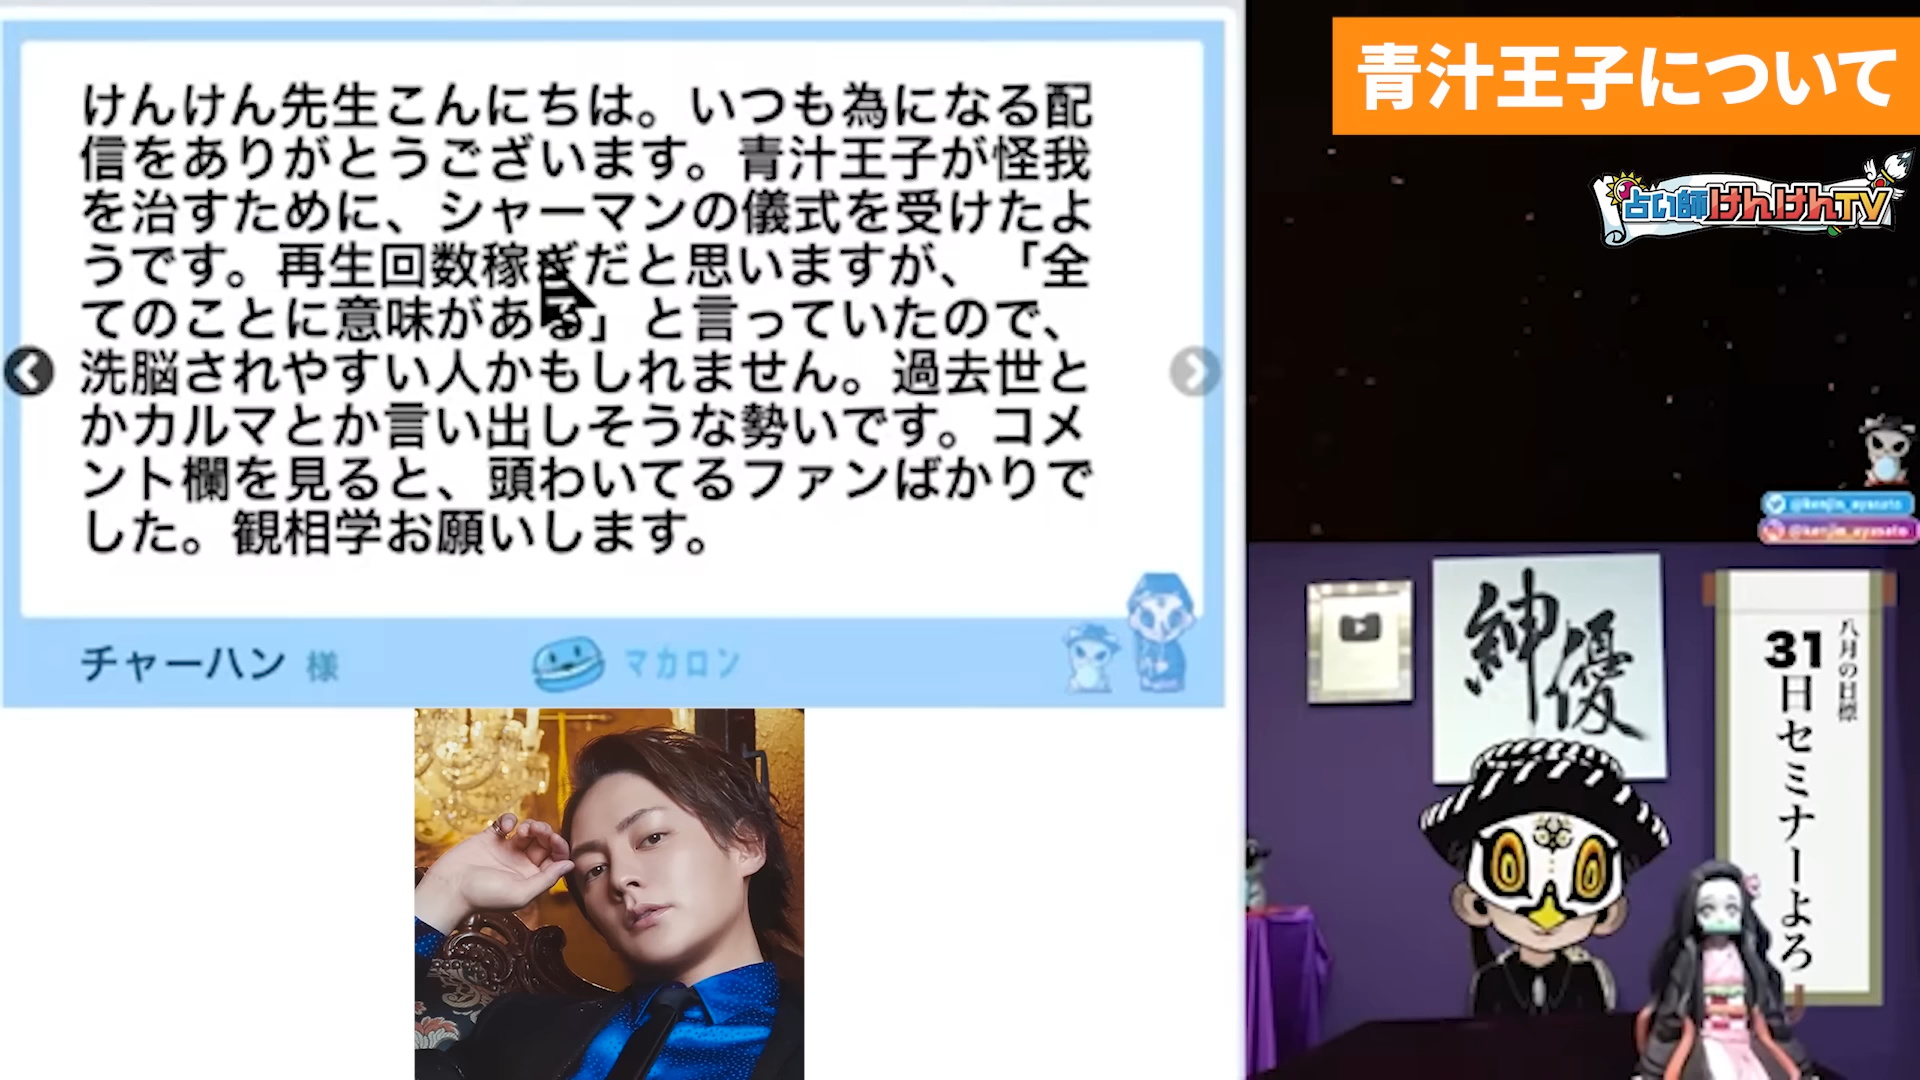 けんけん先生こんにちは。いつも為になる配
信をありがとうございます。青汁王子が怪我
を治すために、シャーマンの儀式を受けたよ
うです。再生回数稼ぎだと思いますが、「全
てのことに意味がある」と言っていたので、
洗脳されやすい人かもしれません。過去世と
かカルマとか言い出しそうな勢いです。コメ
ント欄を見ると、頭わいてるファンばかりで
した。観相学お願いします。
チャーハン 様
マカロン
青汁王子について
占い師けんけんTV
@kenjin_ayasato
@kenjin_ayasato
紳優
八月の目標
31日セミナーよろ